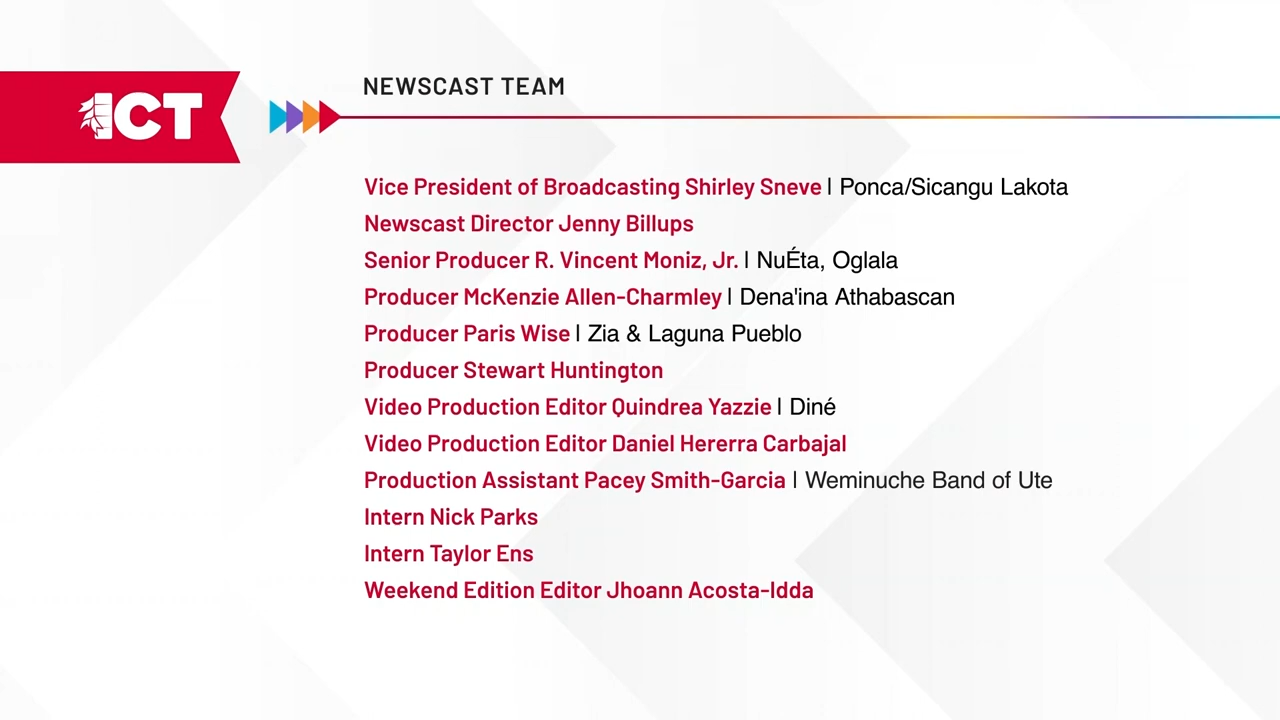 ICT
NEWSCAST TEAM
Vice President of Broadcasting Shirley Sneve | Ponca/Sicangu Lakota
Newscast Director Jenny Billups
Senior Producer R. Vincent Moniz, Jr. | NuÉta, Oglala
Producer McKenzie Allen-Charmley | Dena'ina Athabascan
Producer Paris Wise | Zia & Laguna Pueblo
Producer Stewart Huntington
Video Production Editor Quindrea Yazzie | Diné
Video Production Editor Daniel Hererra Carbajal
Production Assistant Pacey Smith-Garcia | Weminuche Band of Ute
Intern Nick Parks
Intern Taylor Ens
Weekend Edition Editor Jhoann Acosta-Idda